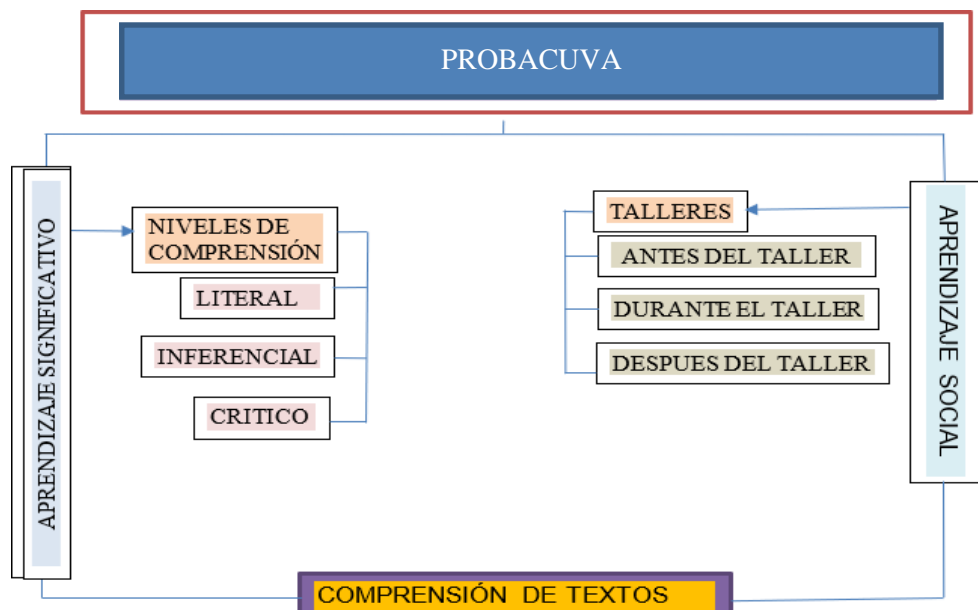 PROBACUVA
APRENDIZAJE SIGNIFICATIVO
NIVELES DE
COMPRENSIÓN
LITERAL
INFERENCIAL
CRITICO
TALLERES
ANTES DEL TALLER
DURANTE EL TALLER
DESPUES DEL TALLER
APRENDIZAJE SOCIAL
COMPRENSIÓN DE TEXTOS